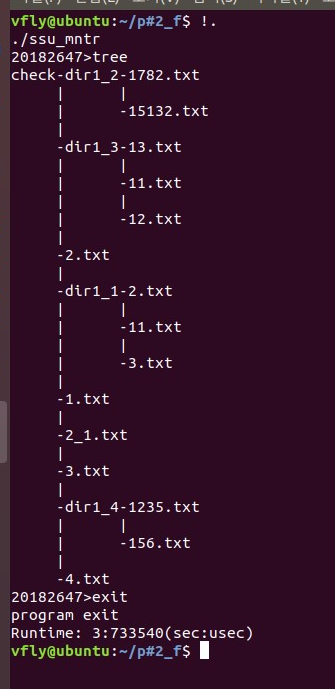 vfly@ubuntu:~/p#2_f$ !.
./ssu_mntr
20182647>tree
check-dir1_2-1782.txt
     |      |
     |      -15132.txt
     |
     -dir1_3-13.txt
     |      |
     |      -11.txt
     |      |
     |      -12.txt
     |
     -2.txt
     |
     -dir1_1-2.txt
     |      |
     |      -11.txt
     |      |
     |      -3.txt
     |
     -1.txt
     |
     -2_1.txt
     |
     -3.txt
     |
     -dir1_4-1235.txt
     |      |
     |      -156.txt
     |
     -4.txt
20182647>exit
program exit
Runtime: 3:733540(sec:usec)
vfly@ubuntu:~/p#2_f$